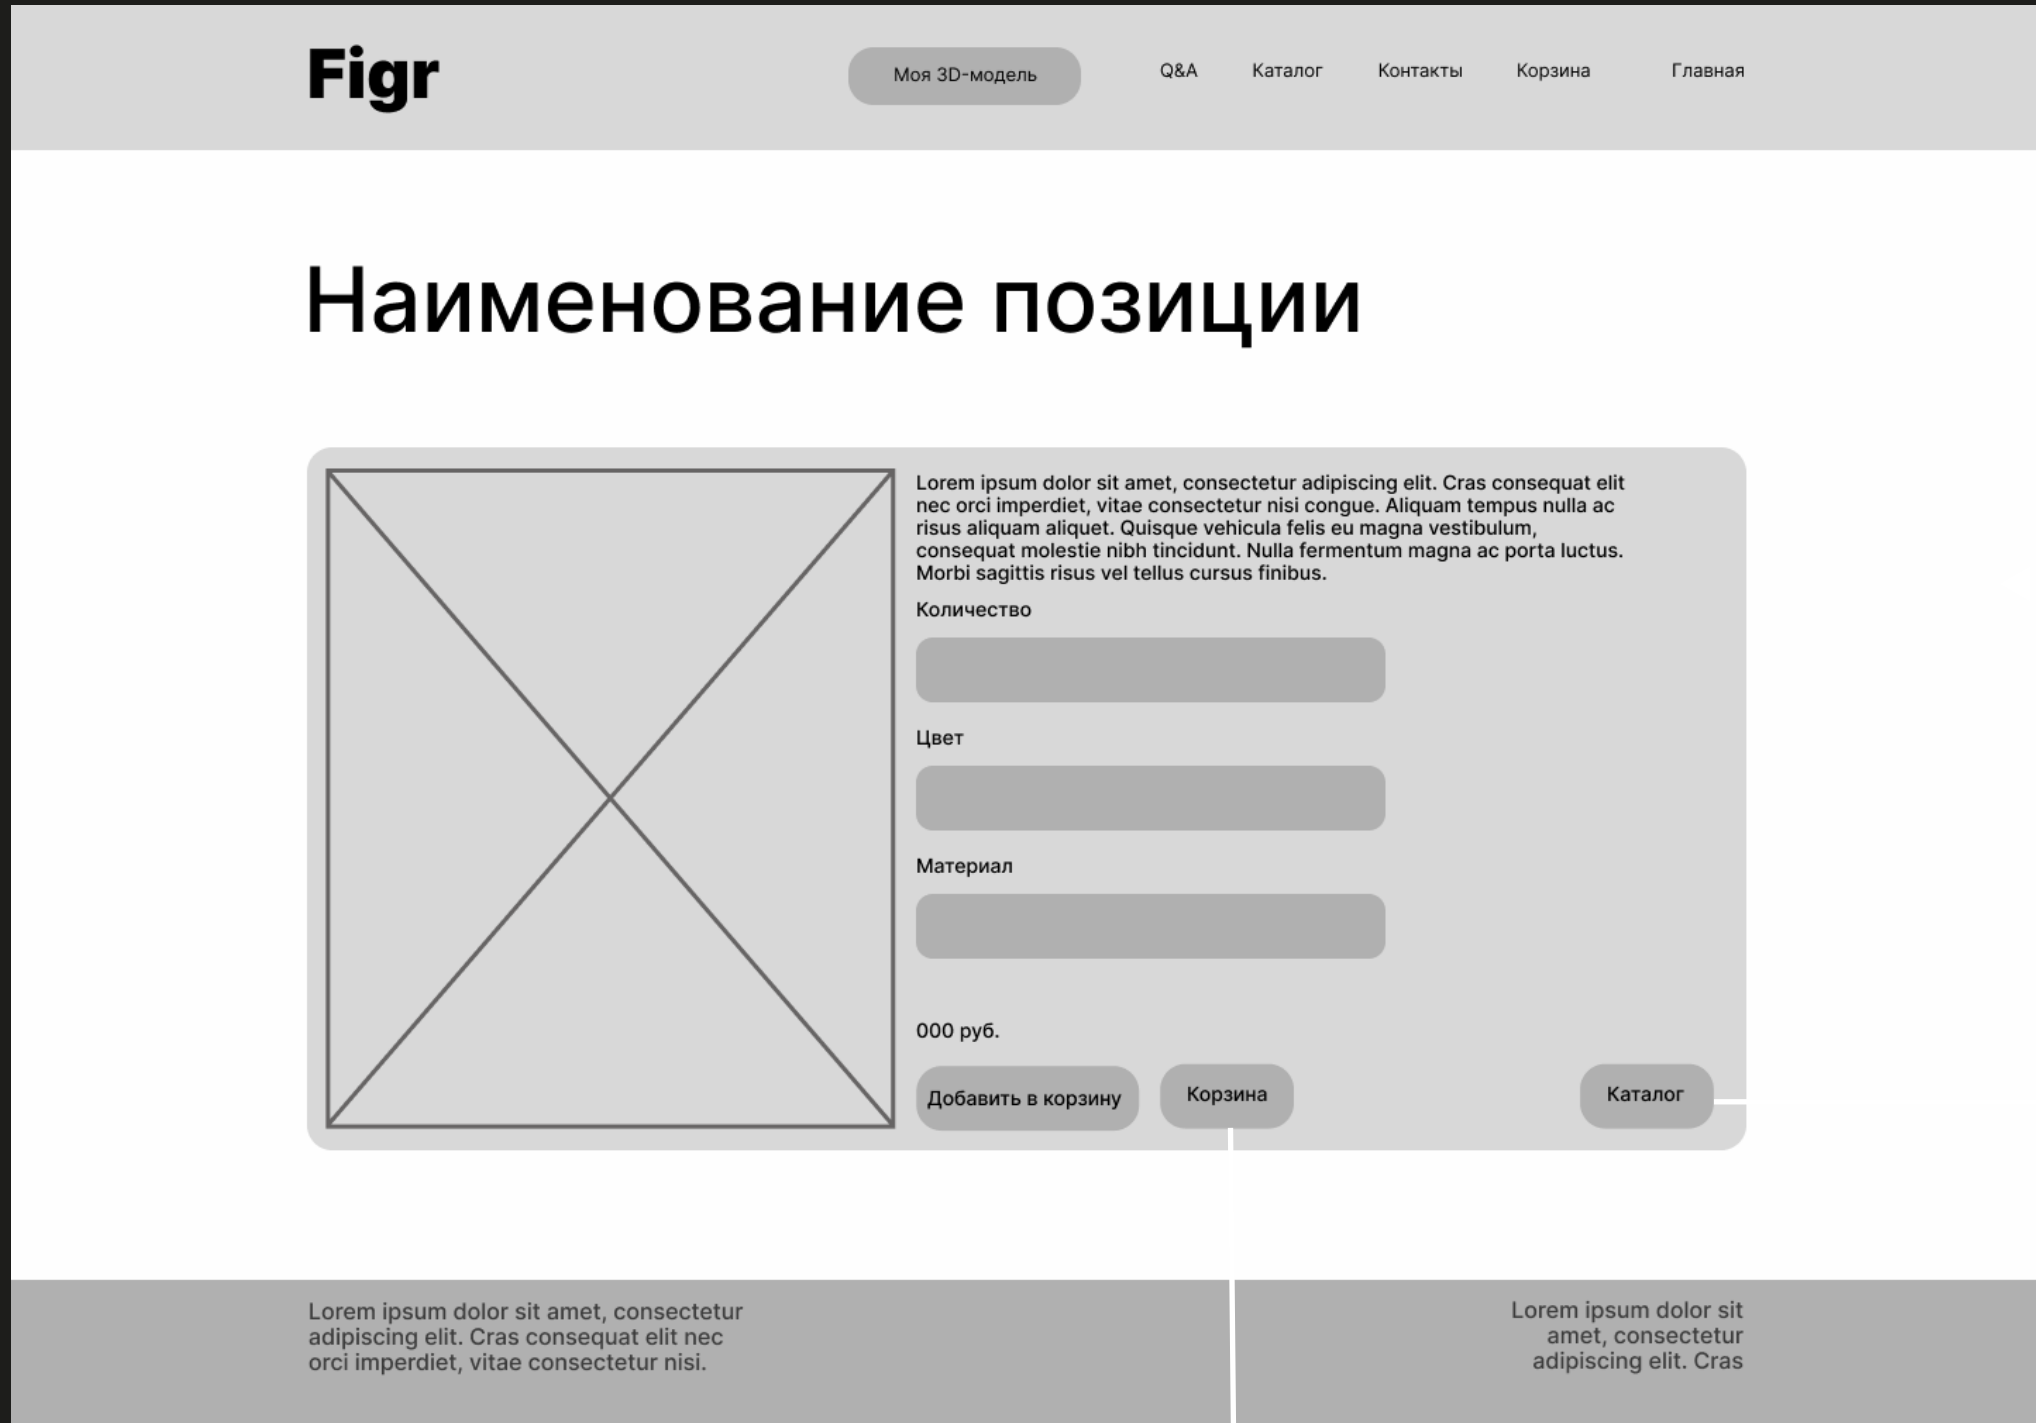 Figr
Моя 3D-модель
Q&A
Каталог
Контакты
Корзина
Главная
Наименование позиции
Lorem ipsum dolor sit amet, consectetur adipiscing elit. Cras consequat elit
nec orci imperdiet, vitae consectetur nisi congue. Aliquam tempus nulla ac
risus aliquam aliquet. Quisque vehicula felis eu magna vestibulum,
consequat molestie nibh tincidunt. Nulla fermentum magna ac porta luctus.
Morbi sagittis risus vel tellus cursus finibus.
Количество
Цвет
Материал
000 руб.
Добавить в корзину
Корзина
Каталог
Lorem ipsum dolor sit amet, consectetur
adipiscing elit. Cras consequat elit nec
orci imperdiet, vitae consectetur nisi.
Lorem ipsum dolor sit
amet, consectetur
adipiscing elit. Cras